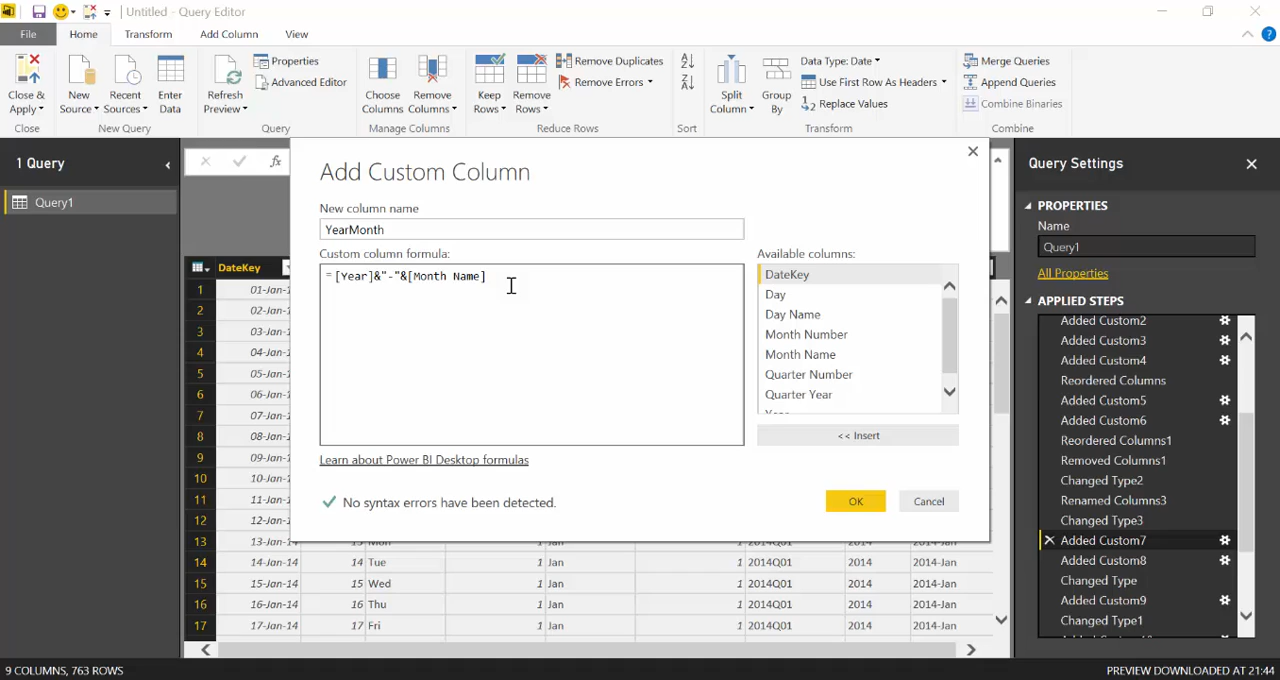 Untitled - Query Editor
File Home Transform Add Column View
Close & Apply New Source Recent Sources Enter Data Refresh Preview Properties Advanced Editor Choose Columns Remove Columns Keep Rows Remove Rows Remove Duplicates Remove Errors Split Column Group By Data Type: Date Use First Row As Headers Replace Values Merge Queries Append Queries Combine Binaries
Close New Query Query Manage Columns Reduce Rows Sort Transform Combine
1 Query
Query1
fx
Add Custom Column
New column name
YearMonth
Custom column formula:
=[Year]&"-"&[Month Name]
Learn about Power BI Desktop formulas
No syntax errors have been detected.
Available columns:
DateKey
Day
Day Name
Month Number
Month Name
Quarter Number
Quarter Year
<< Insert
OK Cancel
DateKey
1 01-Jan-1
2 02-Jan-1
3 03-Jan-1
4 04-Jan-1
5 05-Jan-1
6 06-Jan-1
7 07-Jan-1
8 08-Jan-1
9 09-Jan-1
10 10-Jan-1
11 11-Jan-1
12 12-Jan-1
13 13-Jan-1 13 Mon 1 Jan 1 2014Q01 2014 2014-Jan
14 14-Jan-14 14 Tue 1 Jan 1 2014Q01 2014 2014-Jan
15 15-Jan-14 15 Wed 1 Jan 1 2014Q01 2014 2014-Jan
16 16-Jan-14 16 Thu 1 Jan 1 2014Q01 2014 2014-Jan
17 17-Jan-14 17 Fri 1 Jan 1 2014Q01 2014 2014-Jan
Query Settings
PROPERTIES
Name
Query1
All Properties
APPLIED STEPS
Added Custom2
Added Custom3
Added Custom4
Reordered Columns
Added Custom5
Added Custom6
Reordered Columns1
Removed Columns1
Changed Type2
Renamed Columns3
Changed Type3
Added Custom7
Added Custom8
Changed Type
Added Custom9
Changed Type1
9 COLUMNS, 763 ROWS
PREVIEW DOWNLOADED AT 21:44